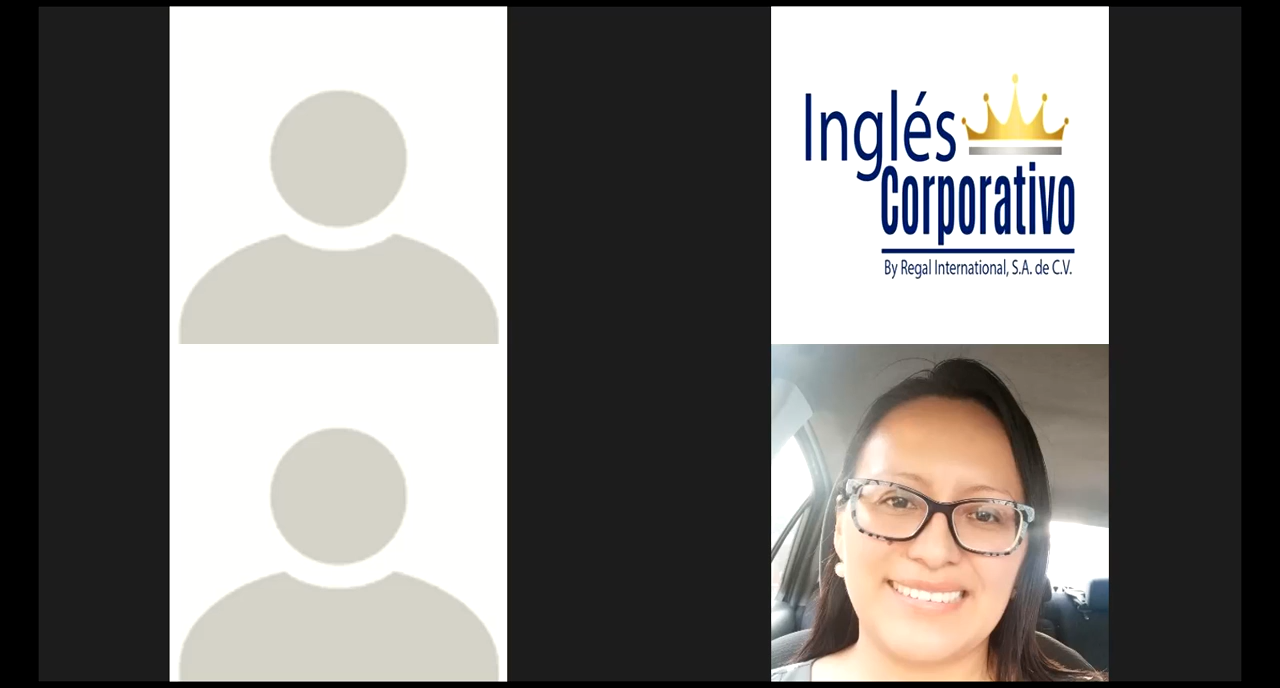 Inglés
Corporativo
By Regal International, S.A. de C.V.